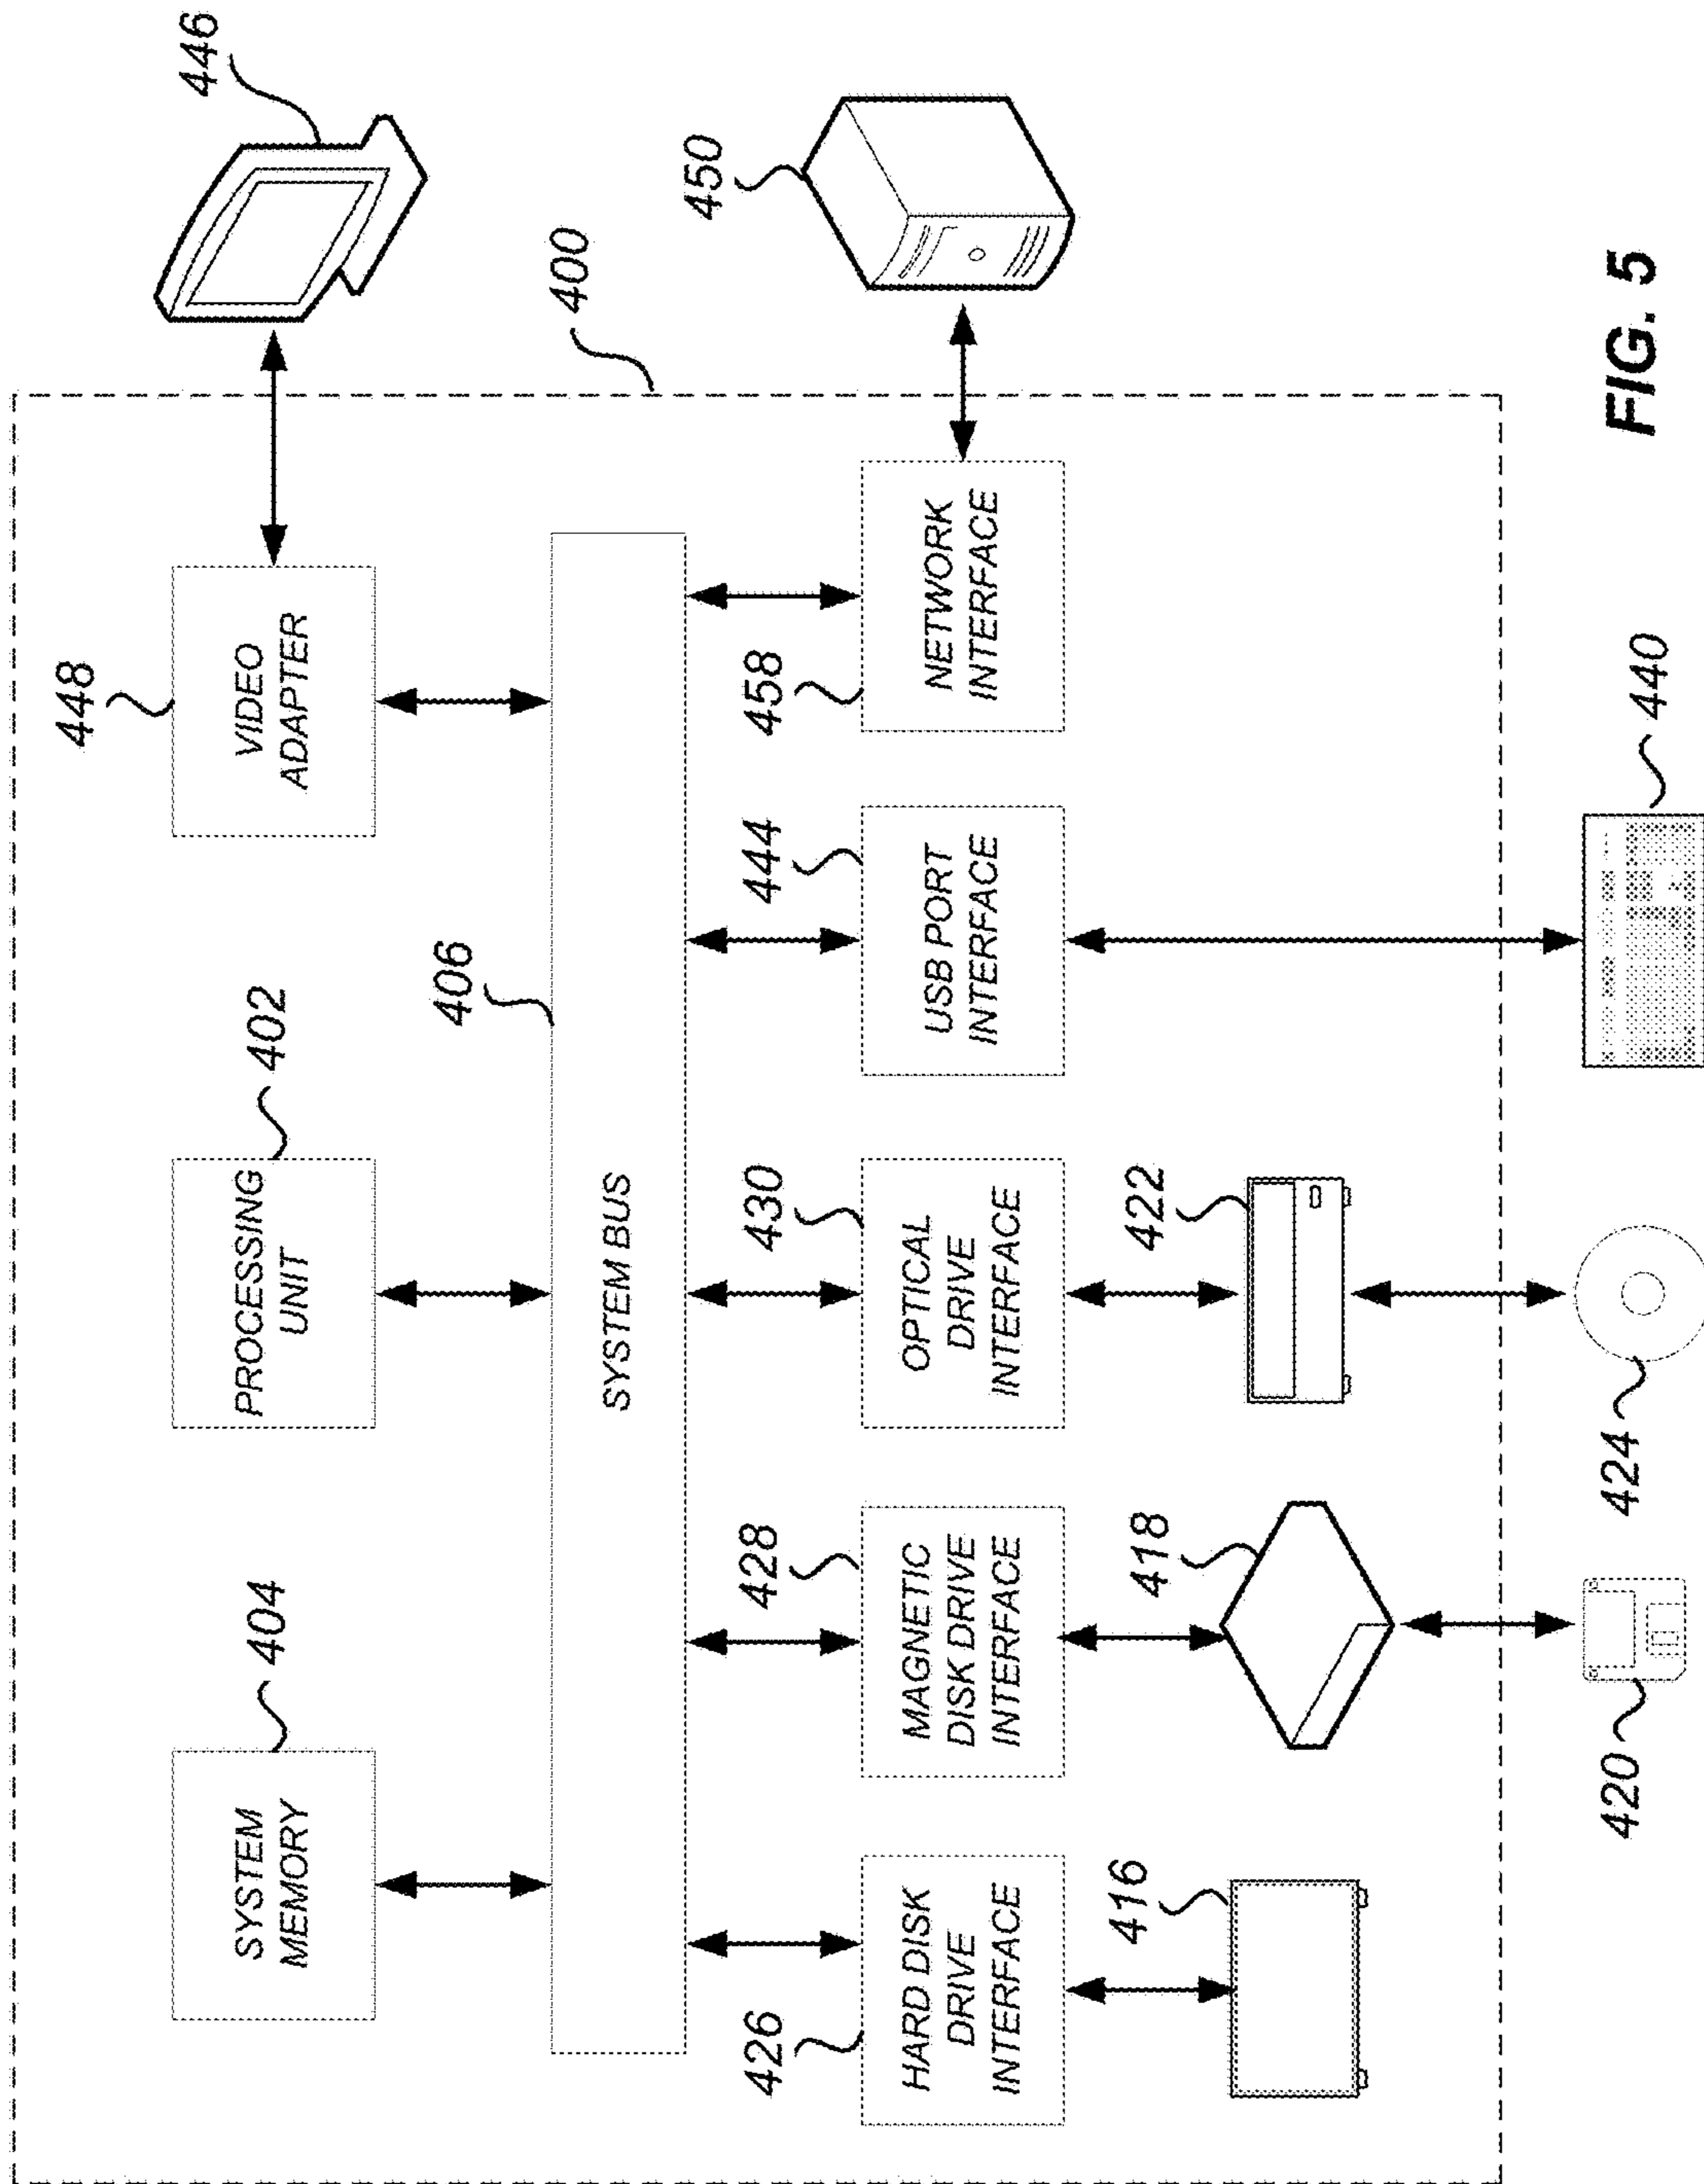 446
448
VIDEO
ADAPTER
402
PROCESSING
UNIT
404
SYSTEM
MEMORY
400
406
SYSTEM BUS
450
458
NETWORK
INTERFACE
444
USB PORT
INTERFACE
430
OPTICAL
DRIVE
INTERFACE
428
MAGNETIC
DISK DRIVE
INTERFACE
426
HARD DISK
DRIVE
INTERFACE
422
418
416
440
424
420
FIG. 5